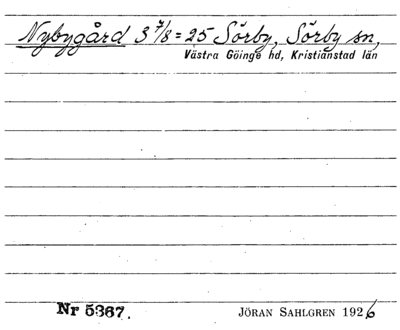 Nybygård 3 7/8 = 25 Sörby, Sörby sn,
Västra Göinge hd, Kristianstad län
Nr 5367. JÖRAN SAHLGREN 1926